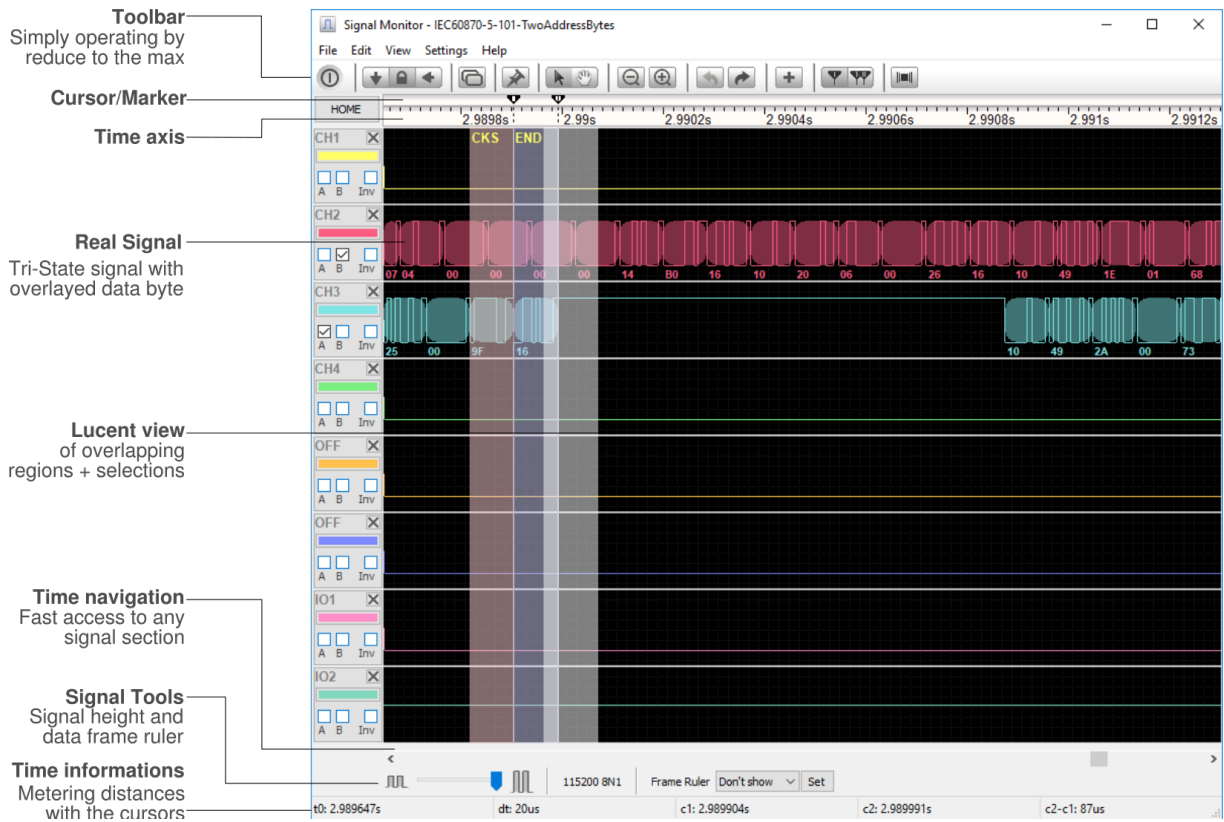 Toolbar
Simply operating by
reduce to the max
Cursor/Marker
Time axis
Real Signal
Tri-State signal with
overlayed data byte
Lucent view
of overlapping
regions + selections
Time navigation
Fast access to any
signal section
Signal Tools
Signal height and
data frame ruler
Time informations
Metering distances
with the cursors
Signal Monitor - IEC60870-5-101-TwoAddressBytes
File Edit View Settings Help
HOME
2.9898s 2.99s 2.9902s 2.9904s 2.9906s 2.9908s 2.991s 2.9912s
CH1
A B Inv
CKS END
CH2
A B Inv
07 04 00 00 00 00 14 B0 16 10 20 06 00 26 16 10 49 1E 01 68
CH3
A B Inv
25 00 9F 16 10 49 2A 00 73
CH4
A B Inv
OFF
A B Inv
OFF
A B Inv
IO1
A B Inv
IO2
A B Inv
115200 8N1 Frame Ruler Don't show Set
t0: 2.989647s dt: 20us c1: 2.989904s c2: 2.989991s c2-c1: 87us